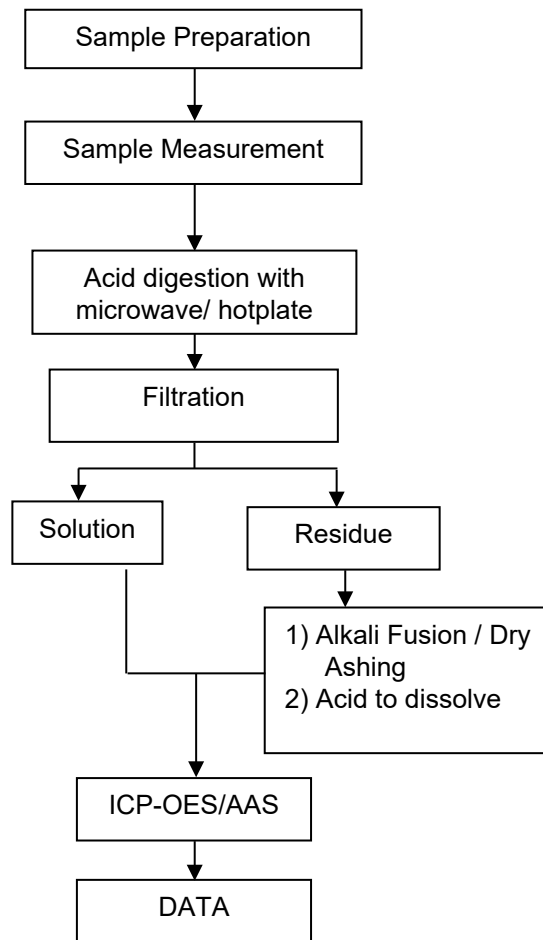 Sample Preparation
Sample Measurement
Acid digestion with
microwave/ hotplate
Filtration
Solution
Residue
1) Alkali Fusion / Dry
Ashing
2) Acid to dissolve
ICP-OES/AAS
DATA